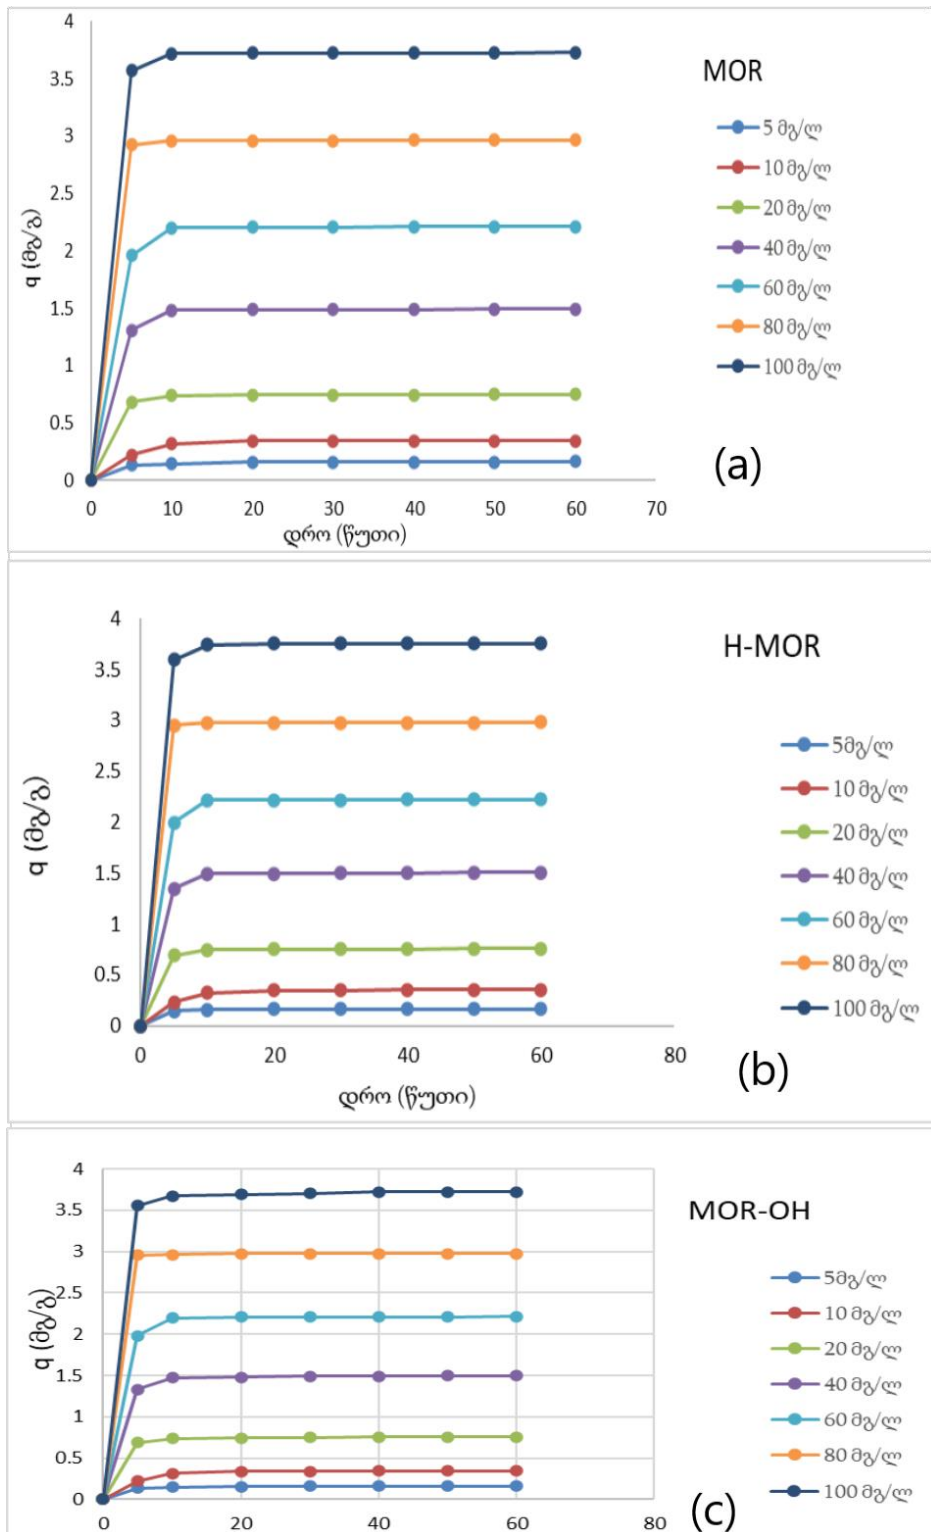 MOR
q (მგ/გ)
4
3.5
3
2.5
2
1.5
1
0.5
0
0 10 20 30 40 50 60 70
დრო (წუთი)
5 მგ/ლ
10 მგ/ლ
20 მგ/ლ
40 მგ/ლ
60 მგ/ლ
80 მგ/ლ
100 მგ/ლ
(a)
H-MOR
q (მგ/გ)
4
3.5
3
2.5
2
1.5
1
0.5
0
0 20 40 60 80
დრო (წუთი)
5მგ/ლ
10 მგ/ლ
20 მგ/ლ
40 მგ/ლ
60 მგ/ლ
80 მგ/ლ
100 მგ/ლ
(b)
MOR-OH
q (მგ/გ)
4
3.5
3
2.5
2
1.5
1
0.5
0
0 20 40 60 80
5მგ/ლ
10 მგ/ლ
20 მგ/ლ
40 მგ/ლ
60 მგ/ლ
80 მგ/ლ
100 მგ/ლ
(c)